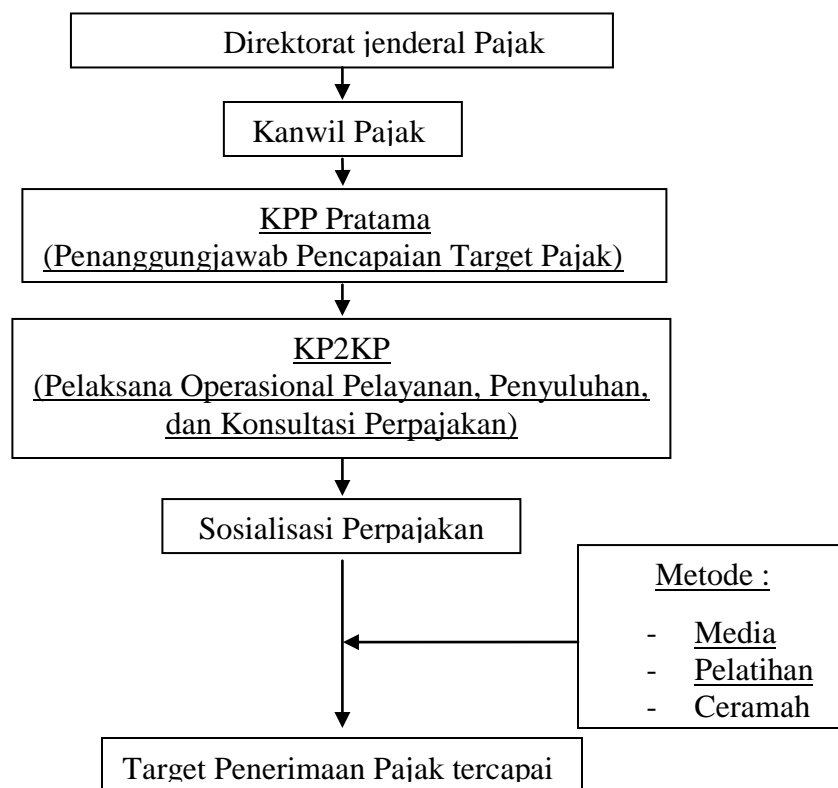 Direktorat jenderal Pajak
Kanwil Pajak
KPP Pratama
(Penanggungjawab Pencapaian Target Pajak)
KP2KP
(Pelaksana Operasional Pelayanan, Penyuluhan,
dan Konsultasi Perpajakan)
Sosialisasi Perpajakan
Metode :
- Media
- Pelatihan
- Ceramah
Target Penerimaan Pajak tercapai